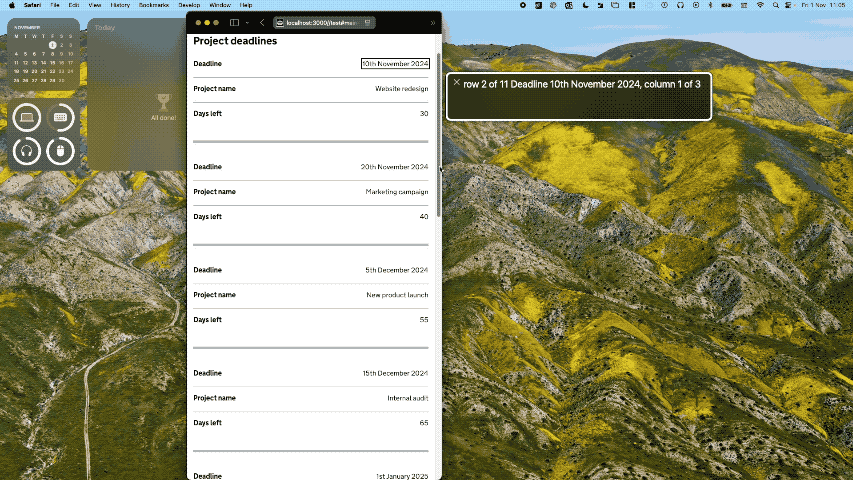 Safari File Edit View History Bookmarks Develop Window Help
Fri 1 Nov 11:05
NOVEMBER
M T W T F S S
1 2 3
4 5 6 7 8 9 10
11 12 13 14 15 16 17
18 19 20 21 22 23 24
25 26 27 28 29 30
Today
All done!
Project deadlines
Deadline 10th November 2024
Project name Website redesign
Days left 30
Deadline 20th November 2024
Project name Marketing campaign
Days left 40
Deadline 5th December 2024
Project name New product launch
Days left 55
Deadline 15th December 2024
Project name Internal audit
Days left 65
Deadline 1st January 2025
row 2 of 11 Deadline 10th November 2024, column 1 of 3